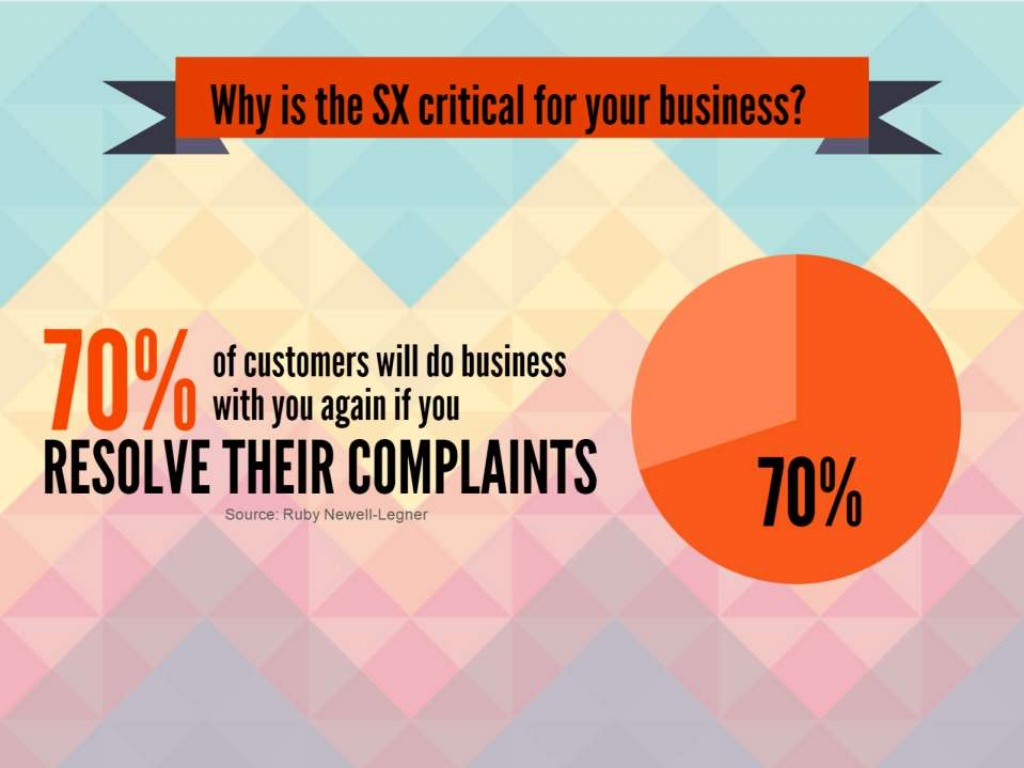 Why is the SX critical for your business?
70% of customers will do business
with you again if you
RESOLVE THEIR COMPLAINTS
Source: Ruby Newell-Legner
70%